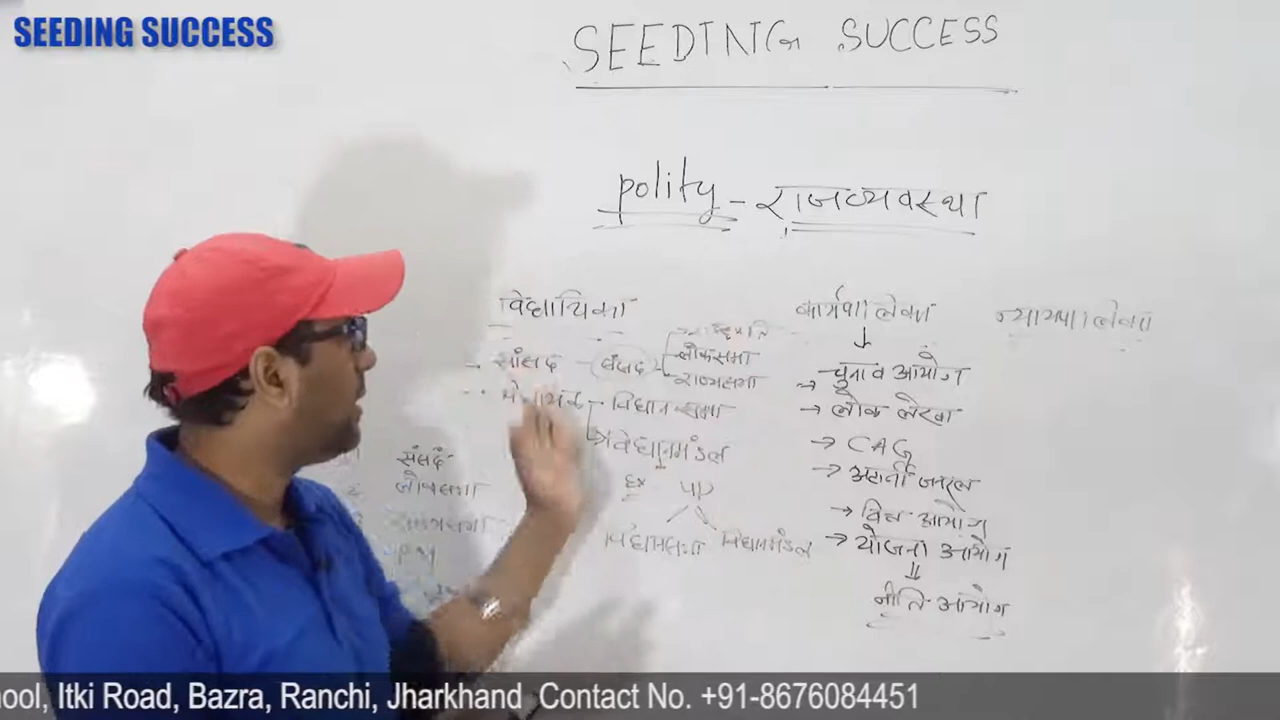 SEEDING SUCCESS
SEEDING SUCCESS
polity - राजव्यवस्था
विधायिका
कार्यपालिका
न्यायपालिका
→ सांसद - संसद
लोकसभा
राज्यसभा
- विधानसभा
→ विधानमंडल
Ex UP
विधानसभा विधानमंडल
संसद
लोकसभा
राज्यसभा
↓
→ चुनाव आयोग
→ लोक लेखा
→ CAG
→ अटार्नी जनरल
→ वित्त आयोग
→ योजना आयोग
⇓
नीति आयोग
ool, Itki Road, Bazra, Ranchi, Jharkhand Contact No. +91-8676084451